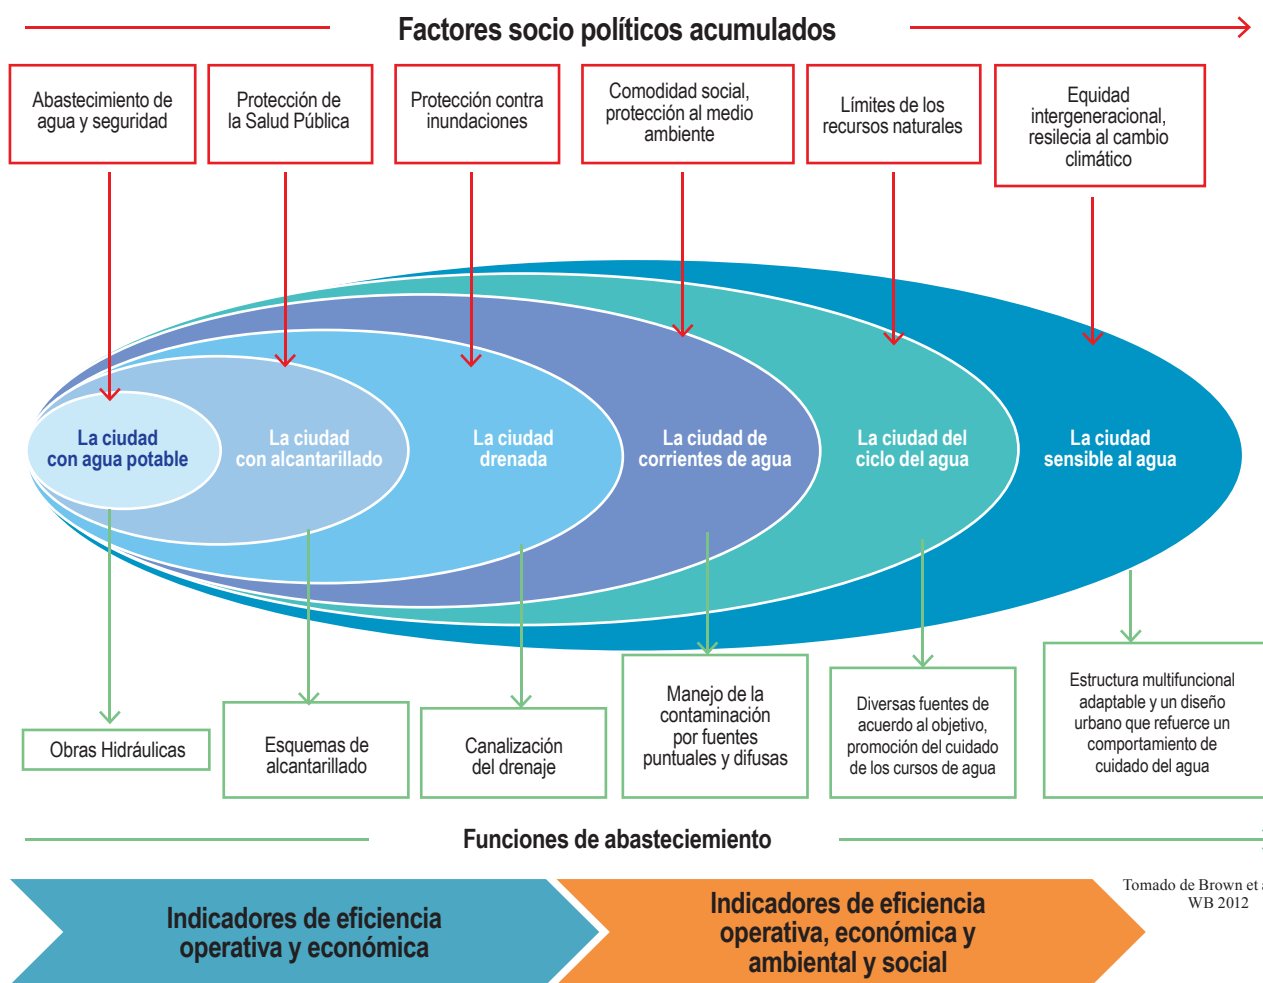 Factores socio políticos acumulados
Abastecimiento de
agua y seguridad
Protección de
la Salud Pública
Protección contra
inundaciones
Comodidad social,
protección al medio
ambiente
Límites de los
recursos naturales
Equidad
intergeneracional,
resilecia al cambio
climático
La ciudad
con agua potable
La ciudad
con alcantarillado
La ciudad
drenada
La ciudad de
corrientes de agua
La ciudad del
ciclo del agua
La ciudad
sensible al agua
Obras Hidráulicas
Esquemas de
alcantarillado
Canalización
del drenaje
Manejo de la
contaminación
por fuentes
puntuales y difusas
Diversas fuentes de
acuerdo al objetivo,
promoción del cuidado
de los cursos de agua
Estructura multifuncional
adaptable y un diseño
urbano que refuerce un
comportamiento de
cuidado del agua
Funciones de abasteciemiento
Indicadores de eficiencia
operativa y económica
Indicadores de eficiencia
operativa, económica y
ambiental y social
Tomado de Brown et
WB 2012